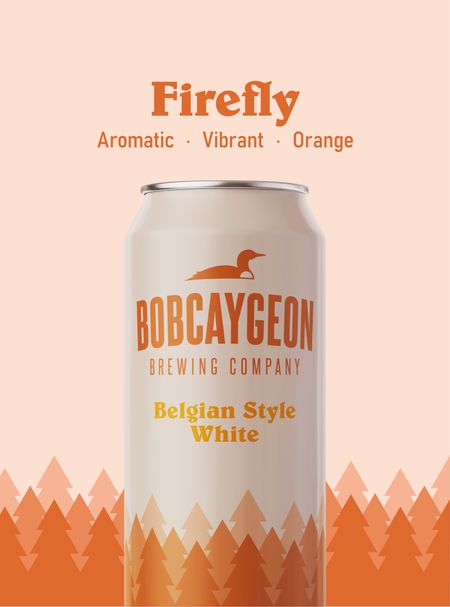 Firefly
Aromatic · Vibrant · Orange
BOBCAYGEON
BREWING COMPANY
Belgian Style
White